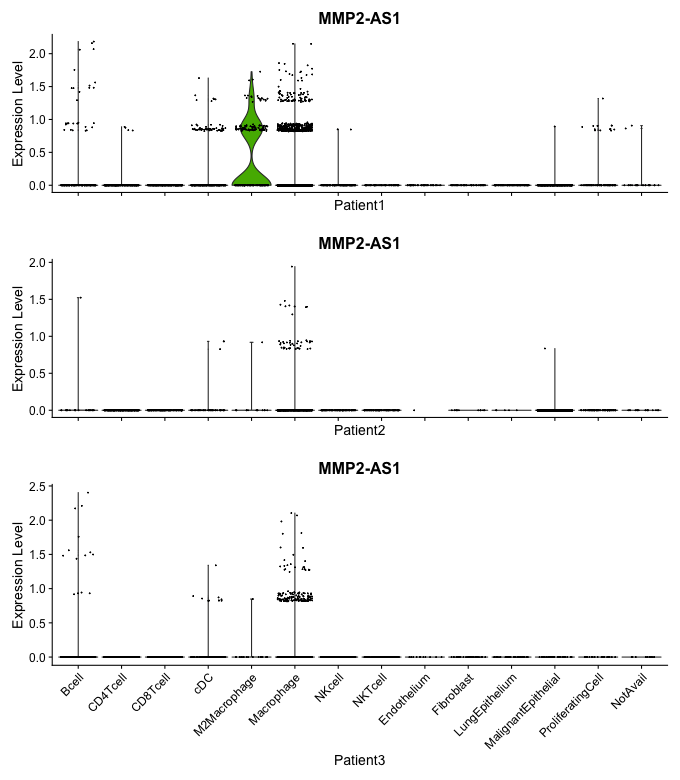 MMP2-AS1
Expression Level
2.0
1.5
1.0
0.5
0.0
Patient1
MMP2-AS1
Expression Level
2.0
1.5
1.0
0.5
0.0
Patient2
MMP2-AS1
Expression Level
2.5
2.0
1.5
1.0
0.5
0.0
Bcell
CD4Tcell
CD8Tcell
cDC
M2Macrophage
Macrophage
NKcell
NKTcell
Endothelium
Fibroblast
LungEpithelium
MalignantEpithelial
ProliferatingCell
NotAvail
Patient3